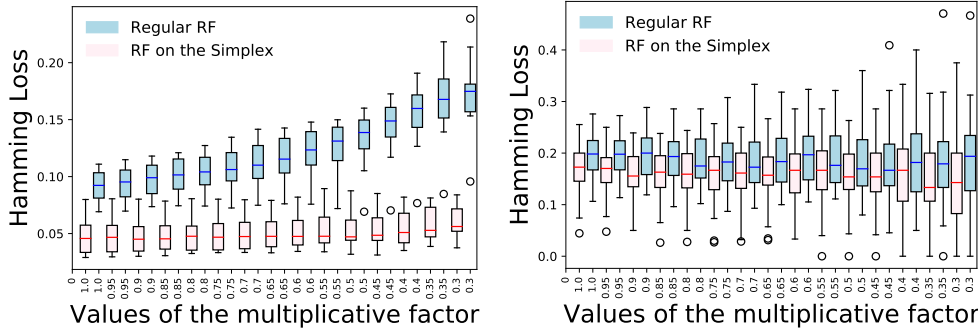 Hamming Loss
Regular RF
RF on the Simplex
0.20
0.15
0.10
0.05
0 1.0 1.0 0.95 0.95 0.9 0.9 0.85 0.85 0.8 0.8 0.75 0.75 0.7 0.7 0.65 0.65 0.6 0.6 0.55 0.55 0.5 0.5 0.45 0.45 0.4 0.4 0.35 0.35 0.3 0.3
Values of the multiplicative factor
Hamming Loss
Regular RF
RF on the Simplex
0.4
0.3
0.2
0.1
0.0
0 1.0 1.0 0.95 0.95 0.9 0.9 0.85 0.85 0.8 0.8 0.75 0.75 0.7 0.7 0.65 0.65 0.6 0.6 0.55 0.55 0.5 0.5 0.45 0.45 0.4 0.4 0.35 0.35 0.3 0.3
Values of the multiplicative factor